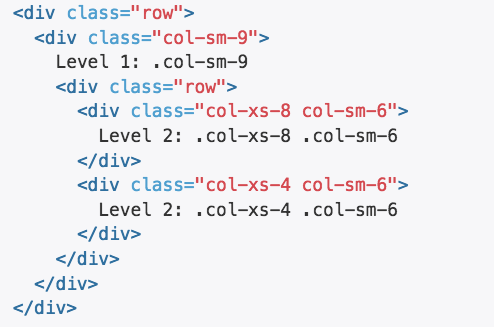 <div class="row">
  <div class="col-sm-9">
    Level 1: .col-sm-9
    <div class="row">
      <div class="col-xs-8 col-sm-6">
        Level 2: .col-xs-8 .col-sm-6
      </div>
      <div class="col-xs-4 col-sm-6">
        Level 2: .col-xs-4 .col-sm-6
      </div>
    </div>
  </div>
</div>